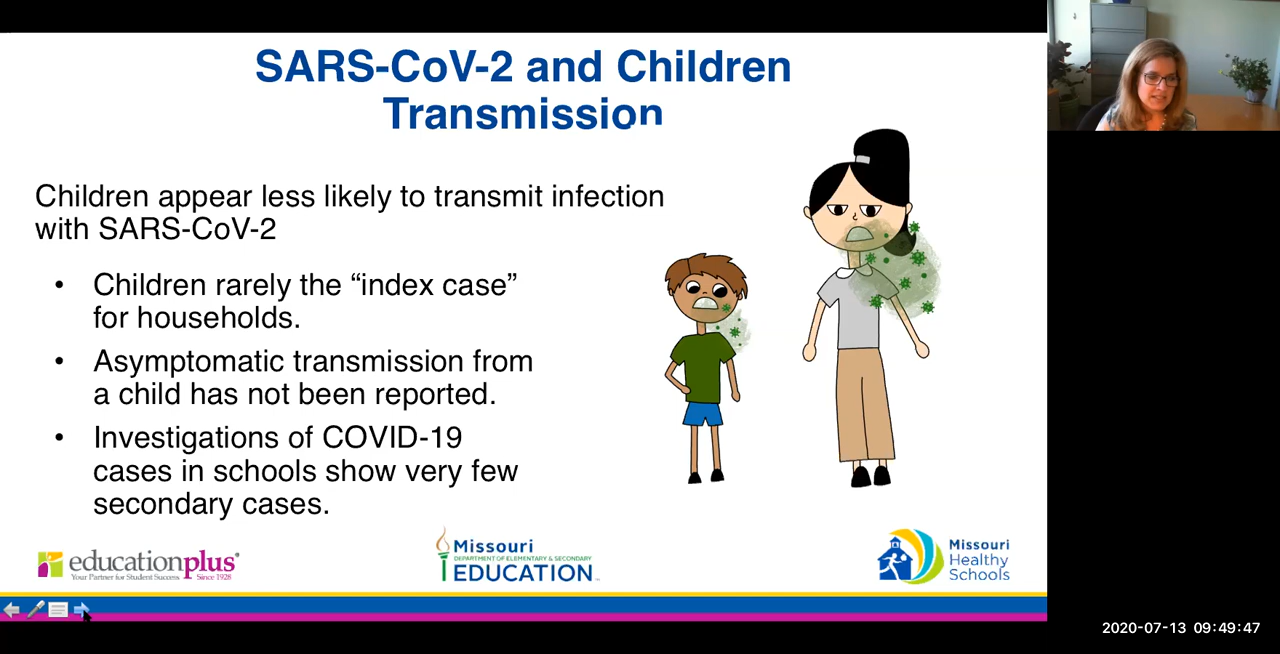 SARS-CoV-2 and Children
Transmission
Children appear less likely to transmit infection
with SARS-CoV-2
• Children rarely the “index case”
for households.
• Asymptomatic transmission from
a child has not been reported.
• Investigations of COVID-19
cases in schools show very few
secondary cases.
educationplus®
Your Partner for Student Success Since 1928
Missouri
DEPARTMENT OF ELEMENTARY & SECONDARY
EDUCATION
Missouri
Healthy
Schools
2020-07-13 09:49:47